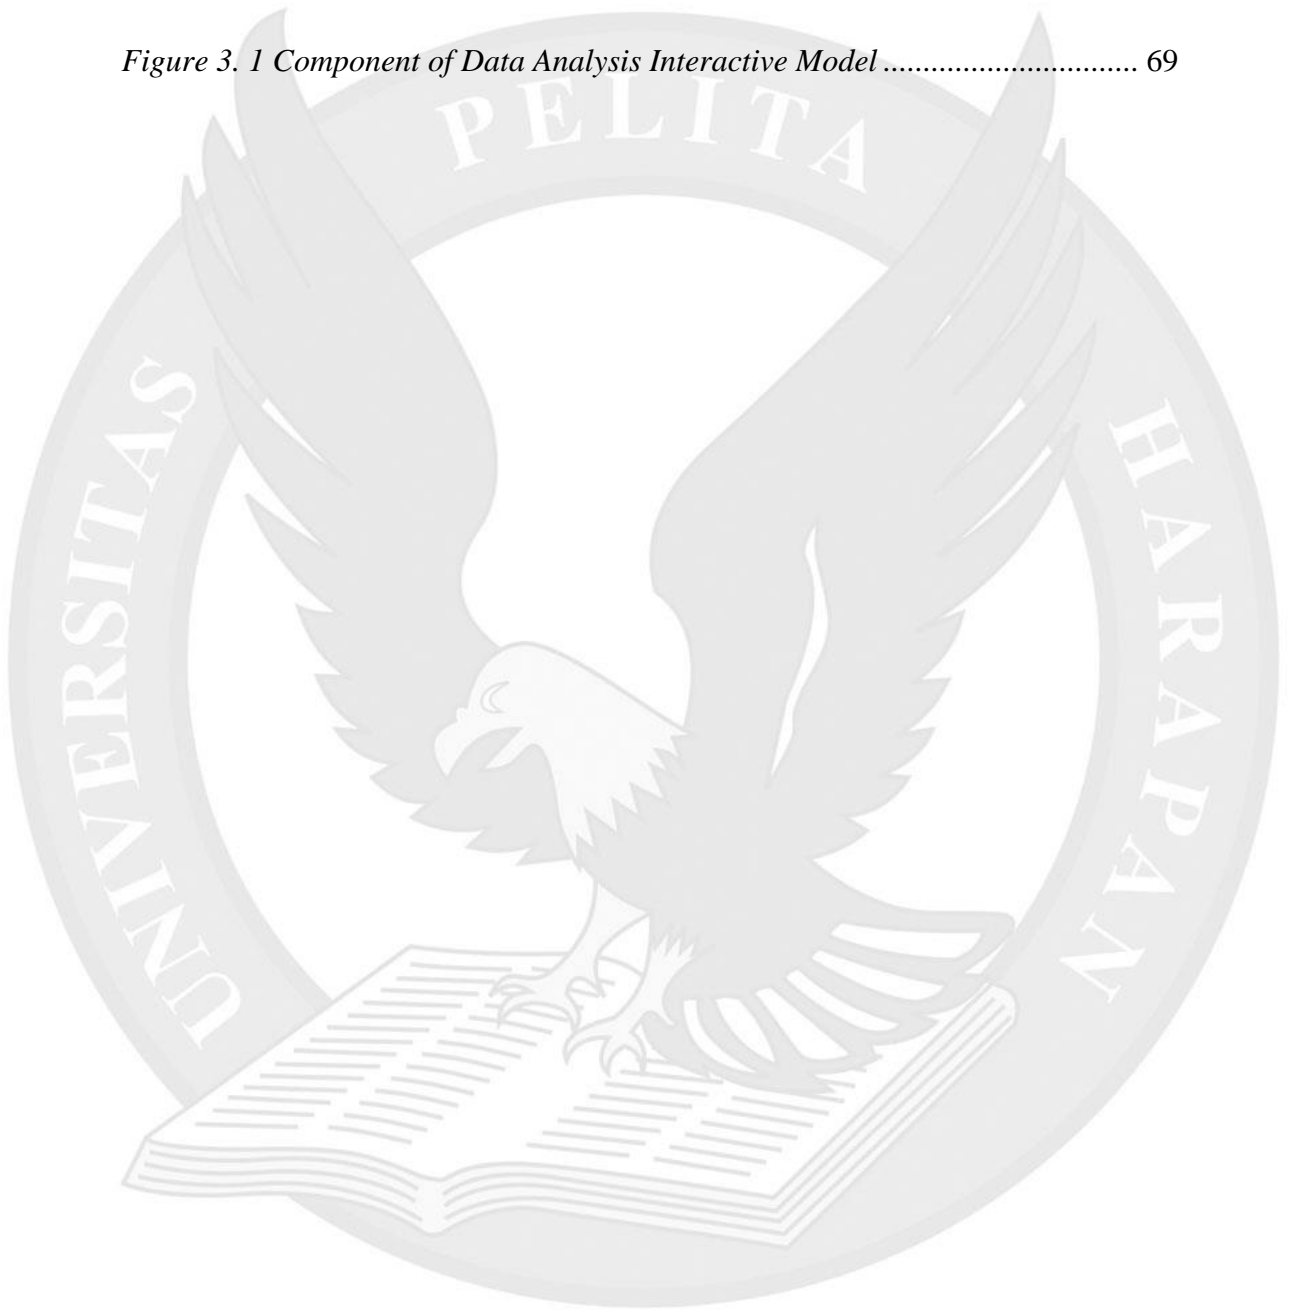 Figure 3. 1 Component of Data Analysis Interactive Model ............................... 69
UNIVERSITAS PELITA HARAPAN